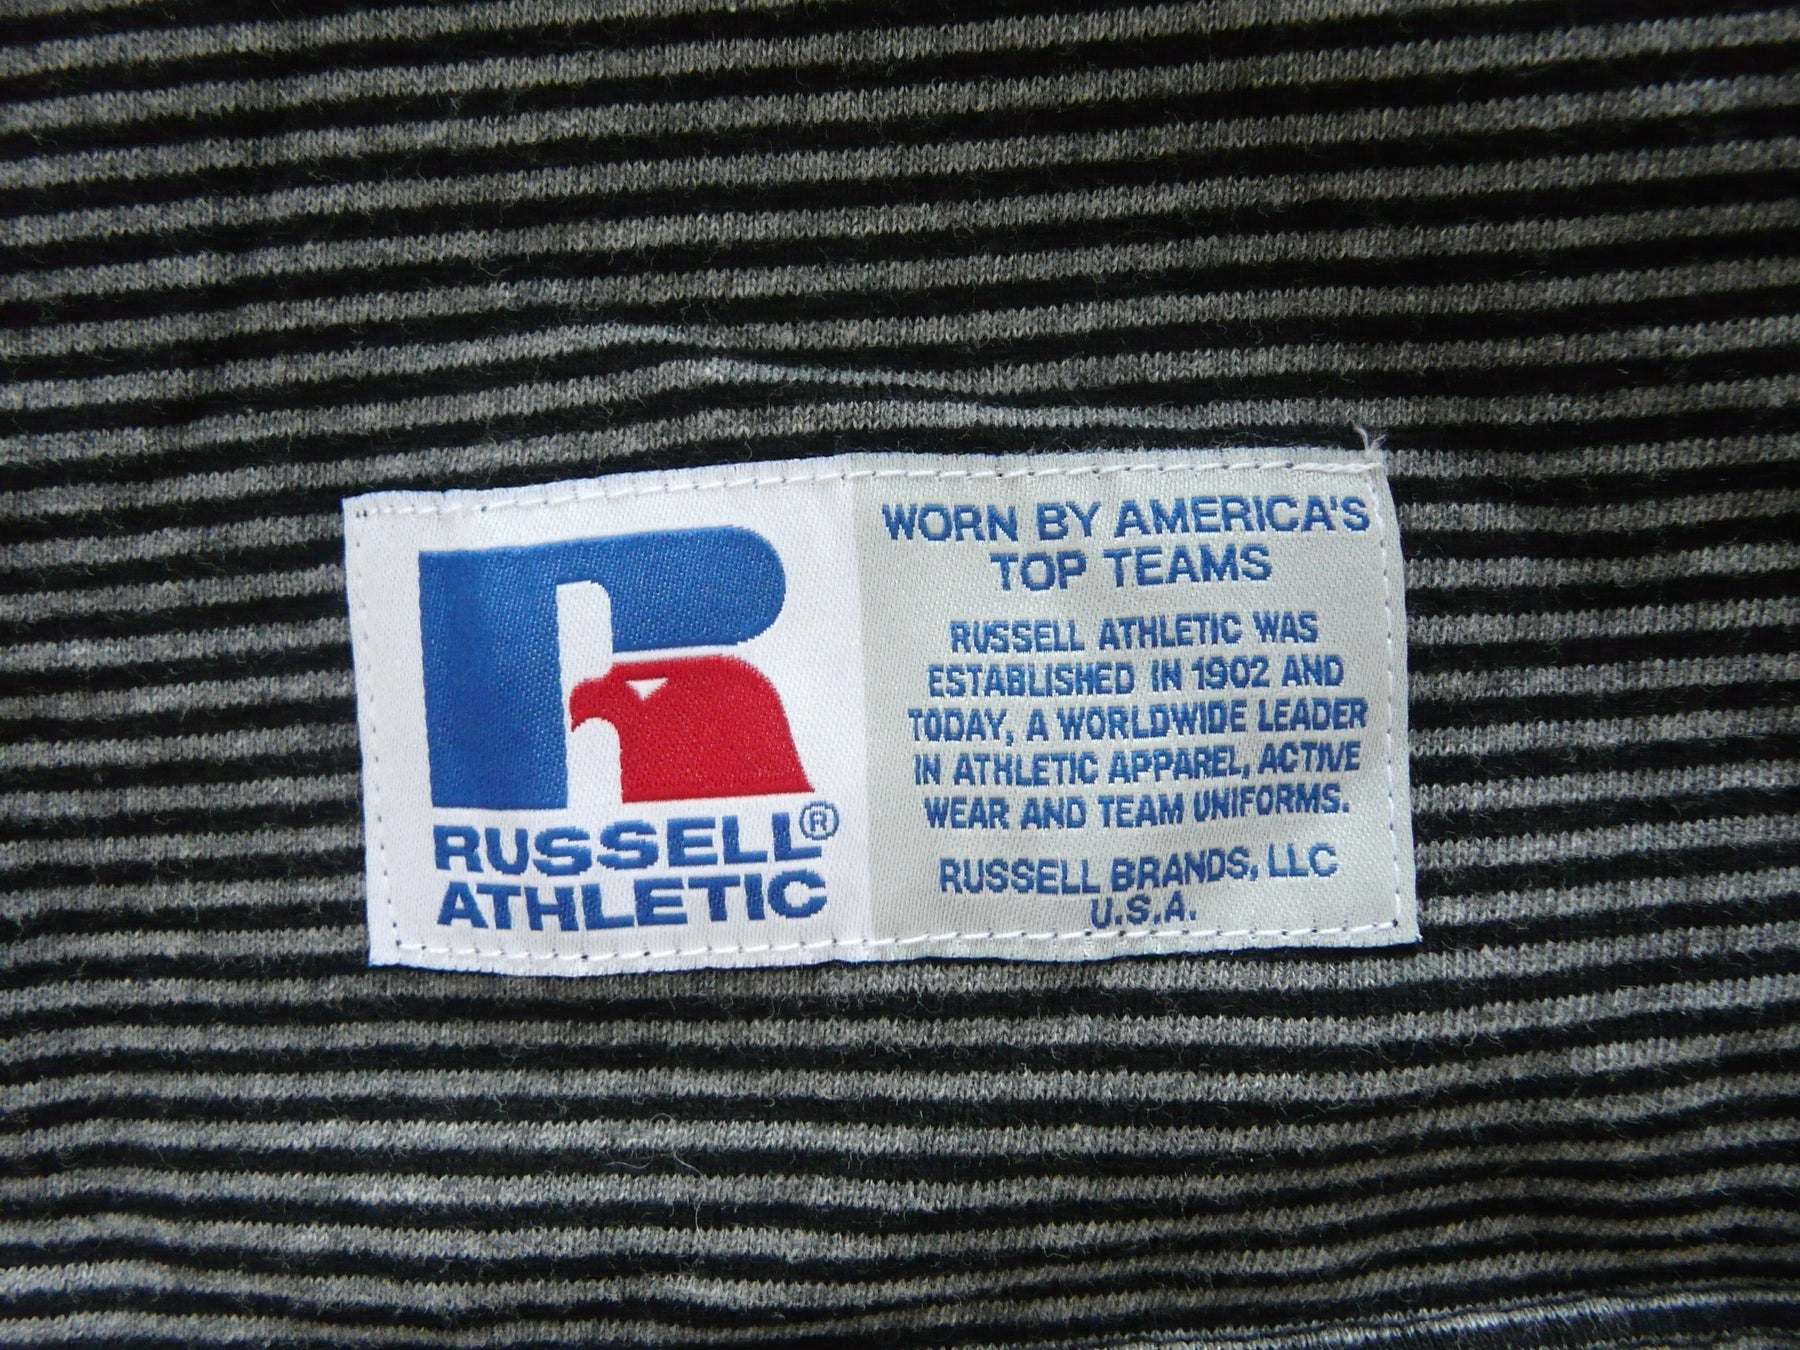 RUSSELL®
ATHLETIC
WORN BY AMERICA'S
TOP TEAMS
RUSSELL ATHLETIC WAS
ESTABLISHED IN 1902 AND
TODAY, A WORLDWIDE LEADER
IN ATHLETIC APPAREL, ACTIVE
WEAR AND TEAM UNIFORMS.
RUSSELL BRANDS, LLC
U.S.A.